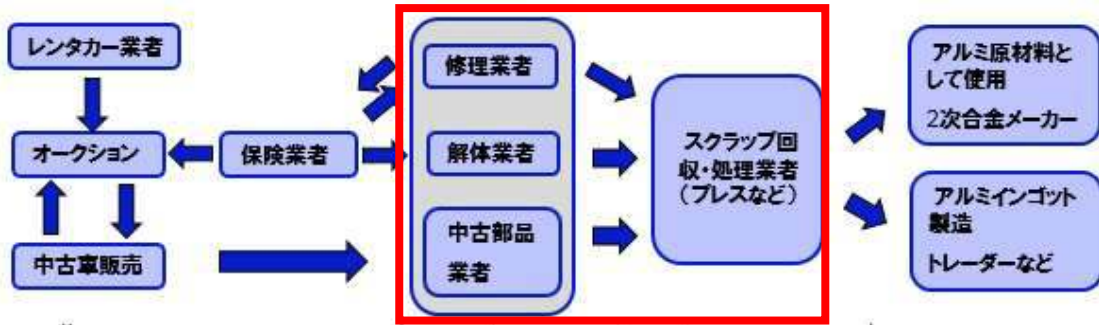 レンタカー業者
オークション
中古車販売
保険業者
修理業者
解体業者
中古部品
業者
スクラップ回
収・処理業者
（プレスなど）
アルミ原材料と
して使用
2次合金メーカー
アルミインゴット
製造
トレーダーなど